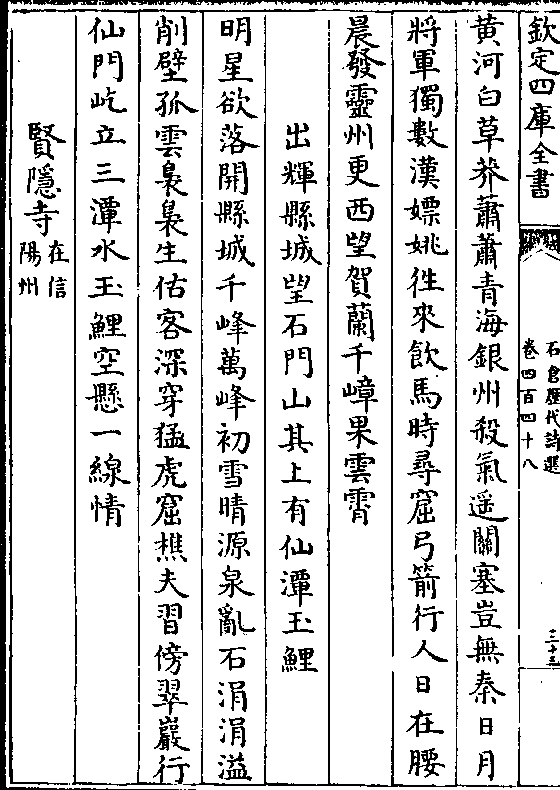 欽定四庫全書
石倉歷代詩選
卷四百四十八
三十三
黄河白草莽蕭蕭青海銀州殺氣遥關塞豈無秦日月
將軍獨數漢嫖姚徃來飲馬時尋窟弓箭行人日在腰
晨發靈州更西望賀蘭千嶂果雲霄
出輝縣城望石門山其上有仙潭玉鯉
明星欲落開縣城千峰萬峰初雪晴源泉亂石涓涓溢
削壁孤雲裊裊生估客深穿猛虎窟樵夫習傍翠巖行
仙門屹立三潭水玉鯉空懸一線情
賢隱寺在信
陽州